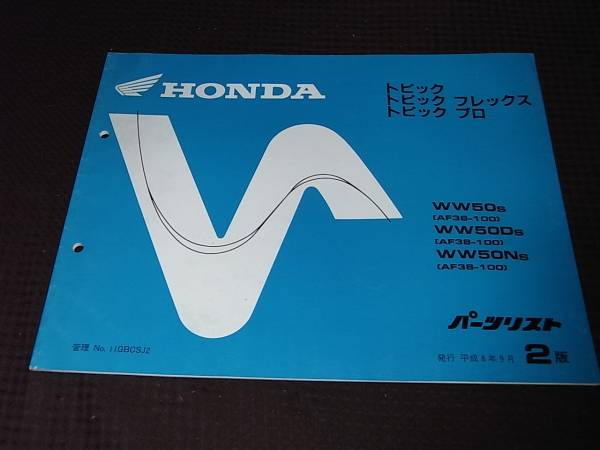 HONDA
トピック
トピック フレックス
トピック プロ
WW50S
(AF38-100)
WW50DS
(AF38-100)
WW50NS
(AF38-100)
パーツリスト
管理 No. 11GBCSJ2
発行 平成8年9月 2版